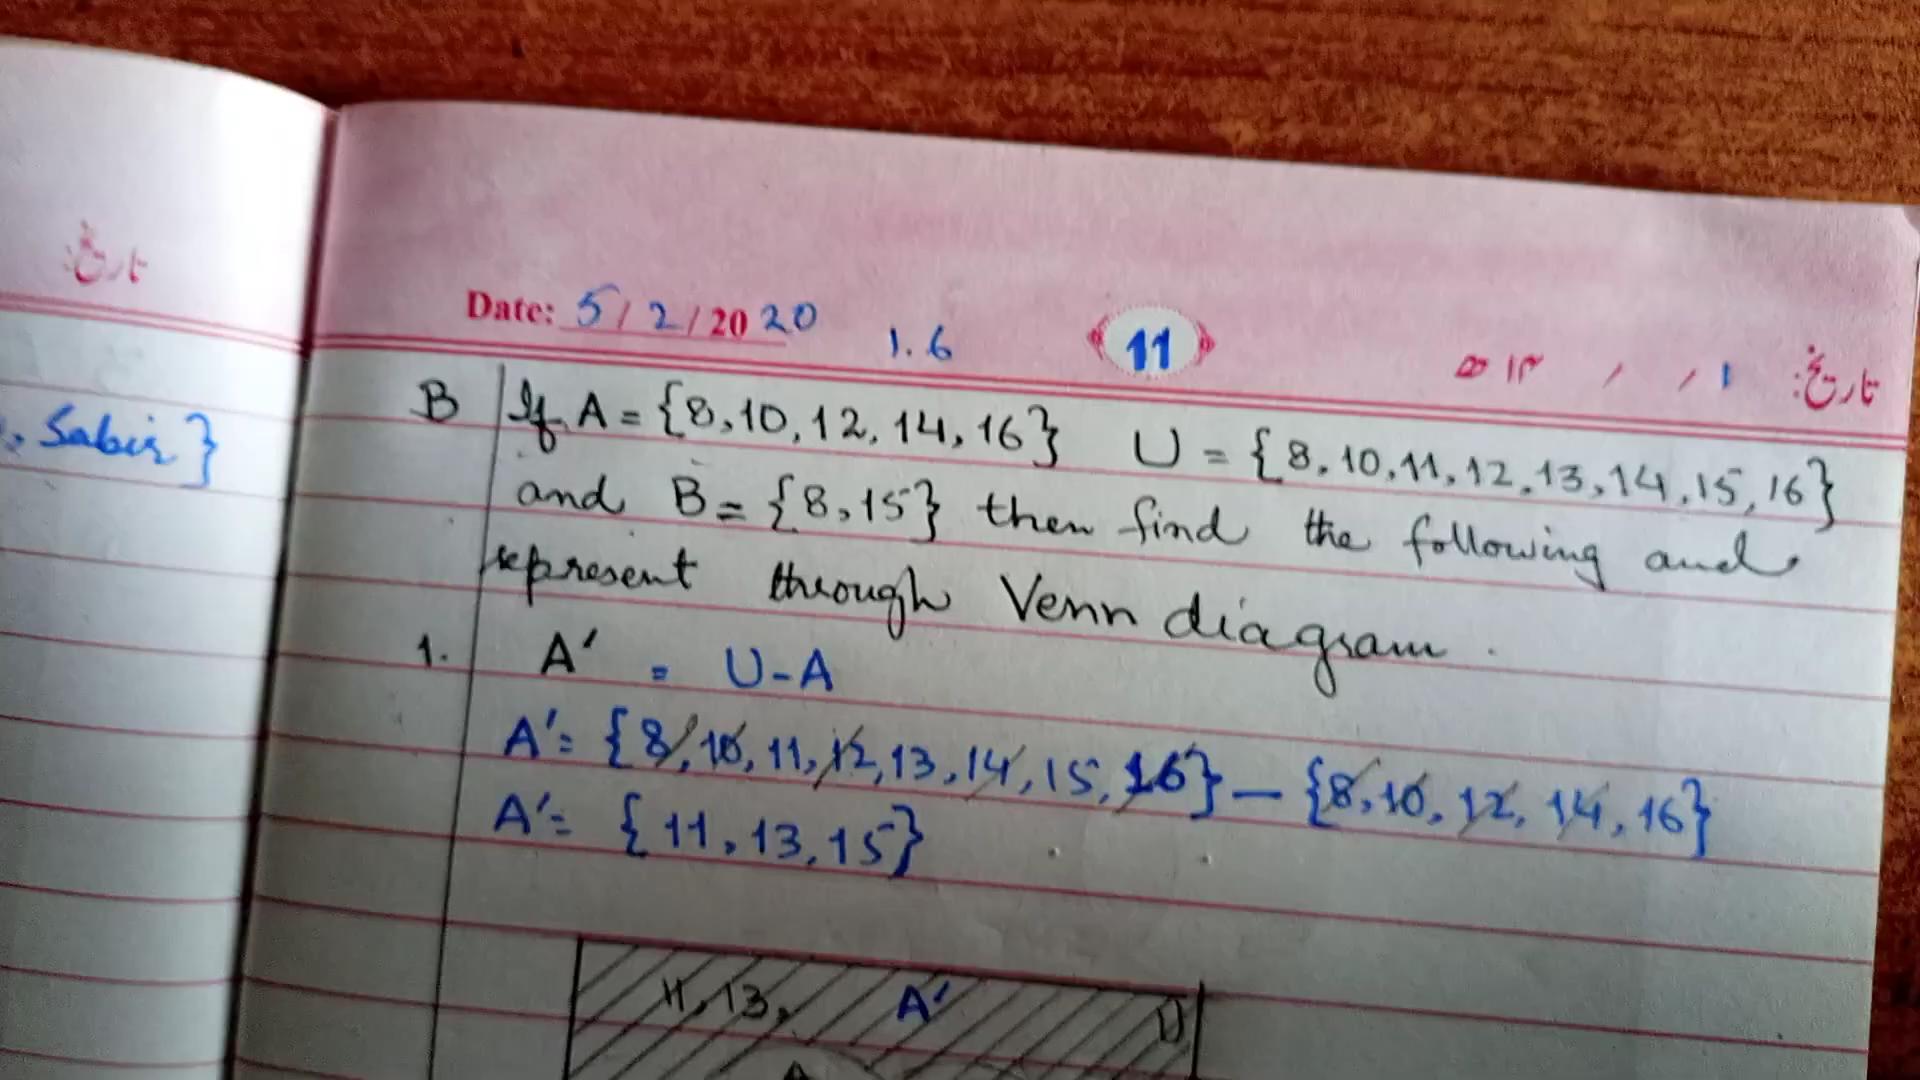 تاریخ:
, Sabir }
Date: 5/2/2020
1.6
11
تاریخ: 1 / / ۱۳ ھ
B If A = {8, 10, 12, 14, 16} U = {8, 10, 11, 12, 13, 14, 15, 16}
and B = {8, 15} then find the following and
represent through Venn diagram.
1. A' = U - A
A' = {8, 10, 11, 12, 13, 14, 15, 16} — {8, 10, 12, 14, 16}
A' = {11, 13, 15}
11, 13, A' U
A